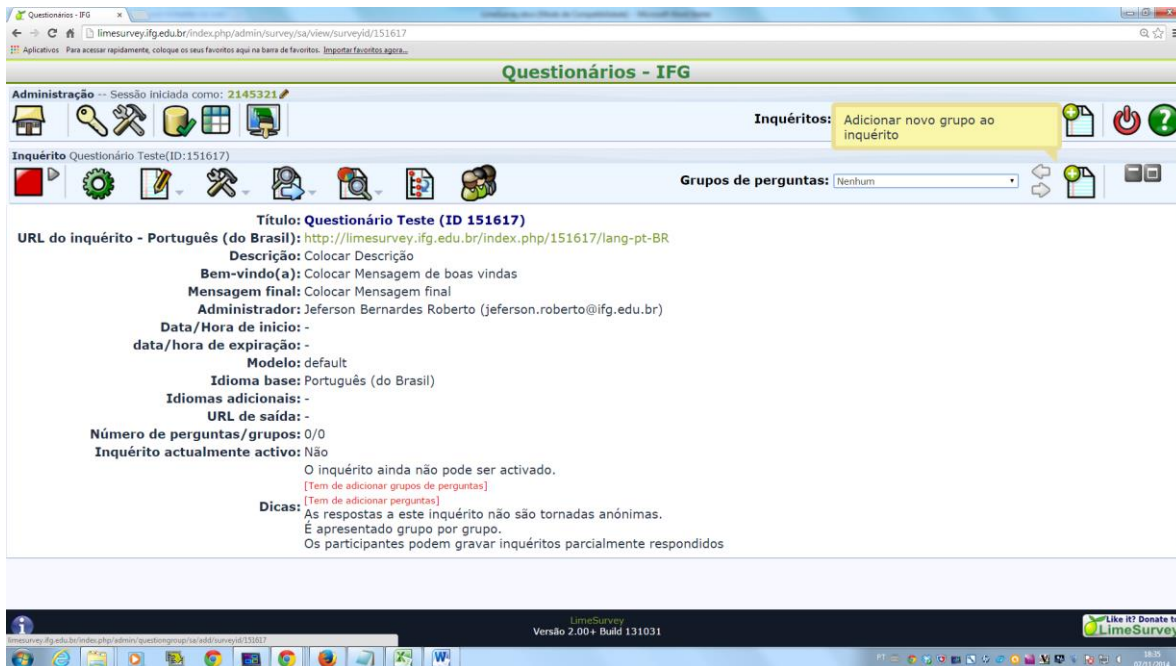 Questionários - IFG
limesurvey.ifg.edu.br/index.php/admin/survey/sa/view/surveyid/151617
Aplicativos Para acessar rapidamente, coloque os seus favoritos aqui na barra de favoritos. Importar favoritos agora...
Questionários - IFG
Administração -- Sessão iniciada como: 2145321
Inquéritos:
Adicionar novo grupo ao
inquérito
Inquérito Questionário Teste(ID:151617)
Grupos de perguntas: Nenhum
Título: Questionário Teste (ID 151617)
URL do inquérito - Português (do Brasil): http://limesurvey.ifg.edu.br/index.php/151617/lang-pt-BR
Descrição: Colocar Descrição
Bem-vindo(a): Colocar Mensagem de boas vindas
Mensagem final: Colocar Mensagem final
Administrador: Jeferson Bernardes Roberto (jeferson.roberto@ifg.edu.br)
Data/Hora de inicio: -
data/hora de expiração: -
Modelo: default
Idioma base: Português (do Brasil)
Idiomas adicionais: -
URL de saída: -
Número de perguntas/grupos: 0/0
Inquérito actualmente activo: Não
O inquérito ainda não pode ser activado.
[Tem de adicionar grupos de perguntas]
[Tem de adicionar perguntas]
Dicas:
As respostas a este inquérito não são tornadas anónimas.
É apresentado grupo por grupo.
Os participantes podem gravar inquéritos parcialmente respondidos
LimeSurvey
Versão 2.00+ Build 131031
Like it? Donate to
LimeSurvey
limesurvey.ifg.edu.br/index.php/admin/questiongroup/sa/add/surveyid/151617
PT
18:35
07/11/2014